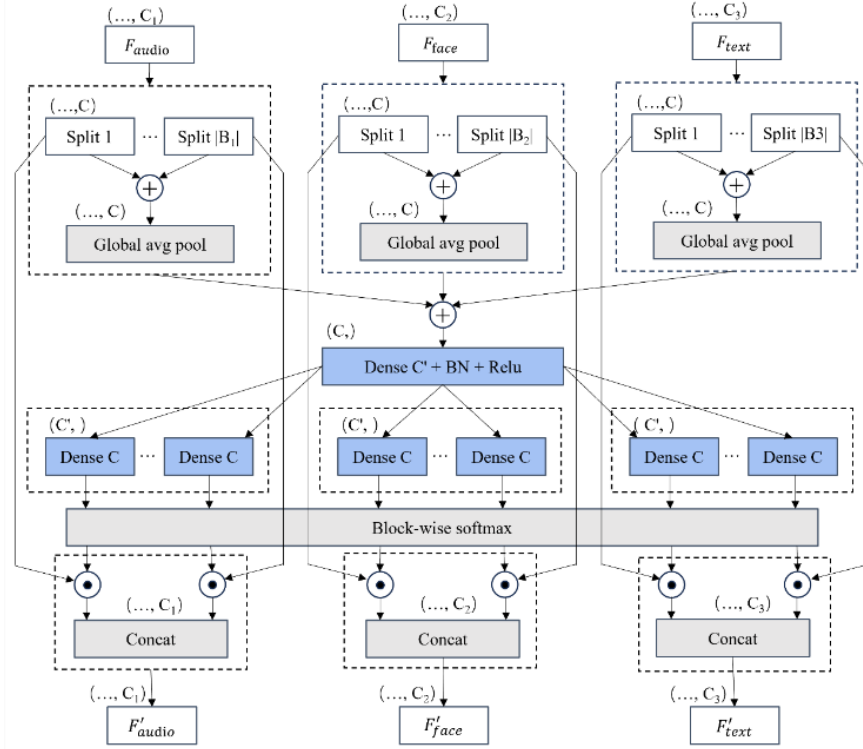 (..., C₁) (..., C₂) (..., C₃)
F_audio F_face F_text
(...,C) (...,C) (...,C)
Split 1 ... Split |B₁| Split 1 ... Split |B₂| Split 1 ... Split |B3|
+ + +
(..., C) (..., C) (..., C)
Global avg pool Global avg pool Global avg pool
+
(C,)
Dense C' + BN + Relu
(C', ) (C', ) (C', )
Dense C ... Dense C Dense C ... Dense C Dense C ... Dense C
Block-wise softmax
(..., C₁) (..., C₂) (..., C₃)
Concat Concat Concat
(..., C₁) (..., C₂) (..., C₃)
F'_audio F'_face F'_text